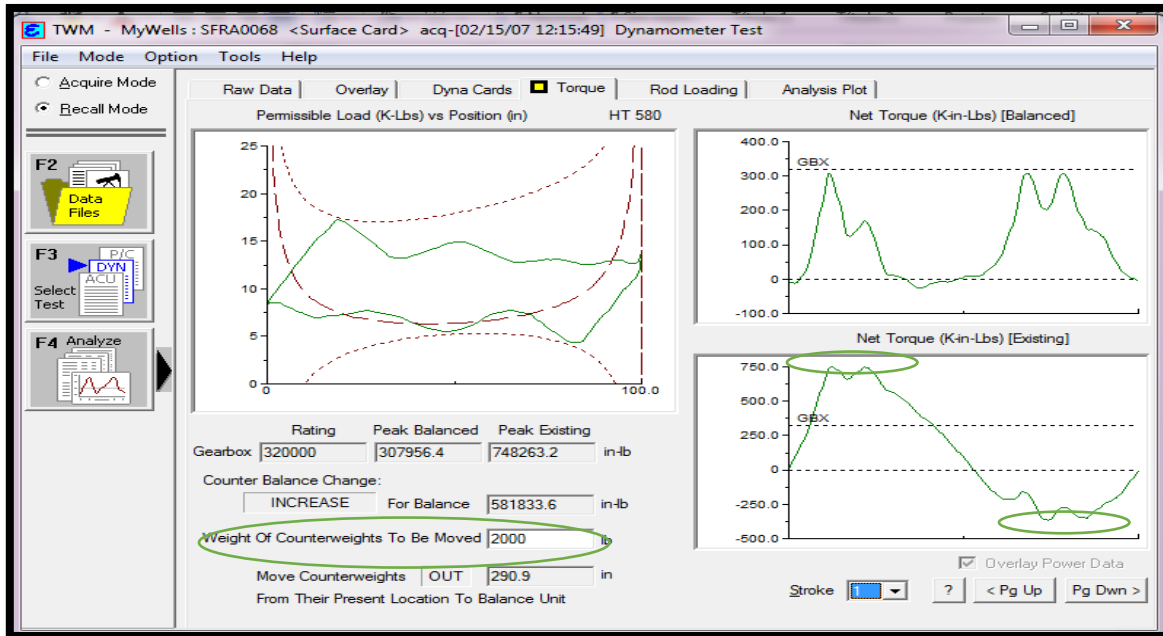 TWM - MyWells : SFRA0068 <Surface Card> acq-[02/15/07 12:15:49] Dynamometer Test
File Mode Option Tools Help
Acquire Mode
Recall Mode
F2
Data
Files
F3
P/C
DYN
ACU
Select
Test
F4 Analyze
Raw Data Overlay Dyna Cards Torque Rod Loading Analysis Plot
Permissible Load (K-Lbs) vs Position (in) HT 580
25
20
15
10
5
0
0 100.0
Net Torque (K-in-Lbs) [Balanced]
400.0
GBX
300.0
200.0
100.0
0
-100.0
Net Torque (K-in-Lbs) [Existing]
750.0
500.0
GBX
250.0
0
-250.0
-500.0
Rating Peak Balanced Peak Existing
Gearbox 320000 307956.4 748263.2 in-lb
Counter Balance Change:
INCREASE For Balance 581833.6 in-lb
Weight Of Counterweights To Be Moved 2000 lb
Move Counterweights OUT 290.9 in
From Their Present Location To Balance Unit
Overlay Power Data
Stroke 1 ? < Pg Up Pg Dwn >